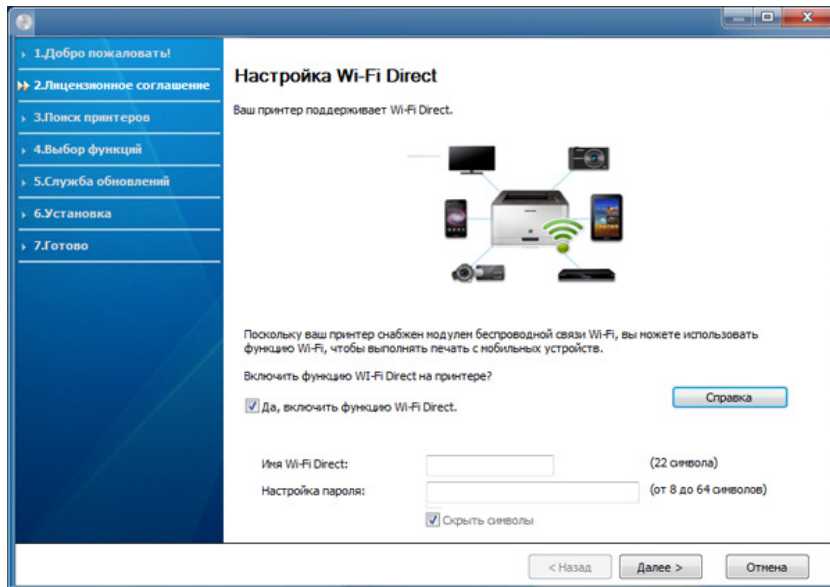 1.Добро пожаловать!
2.Лицензионное соглашение
3.Поиск принтеров
4.Выбор функций
5.Служба обновлений
6.Установка
7.Готово
Настройка Wi-Fi Direct
Ваш принтер поддерживает Wi-Fi Direct.
Поскольку ваш принтер снабжен модулем беспроводной связи Wi-Fi, вы можете использовать
функцию Wi-Fi, чтобы выполнять печать с мобильных устройств.
Включить функцию WI-Fi Direct на принтере?
Да, включить функцию Wi-Fi Direct.
Справка
Имя Wi-Fi Direct: (22 символа)
Настройка пароля: (от 8 до 64 символов)
Скрыть символы
< Назад Далее > Отмена